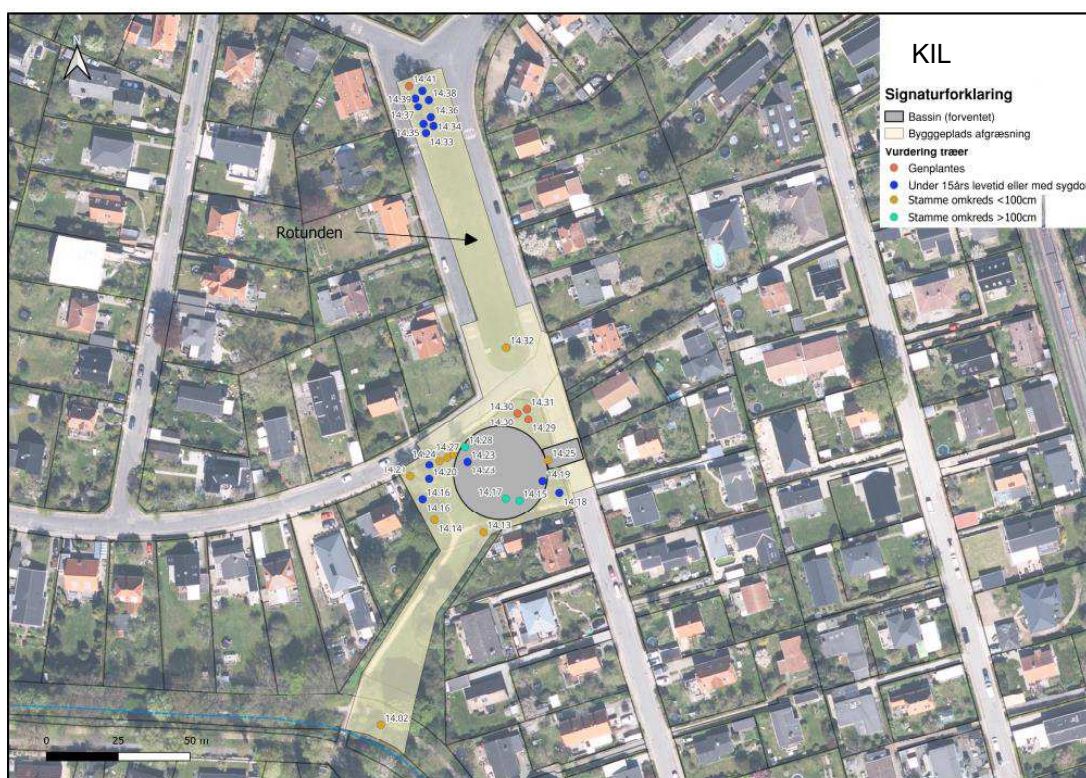 N
KIL
Signaturforklaring
Bassin (forventet)
Bygggeplads afgræsning
Vurdering træer
Genplantes
Under 15års levetid eller med sygdo
Stamme omkreds <100cm
Stamme omkreds >100cm
14.41
14.39
14.38
14.37
14.36
14.35
14.34
14.33
Rotunden
14.32
14.31
14.30
14.30
14.29
14.28
14.27
14.24
14.23
14.25
14.21
14.20
14.23
14.19
14.16
14.17
14.15
14.18
14.16
14.14
14.13
14.02
0 25 50 m